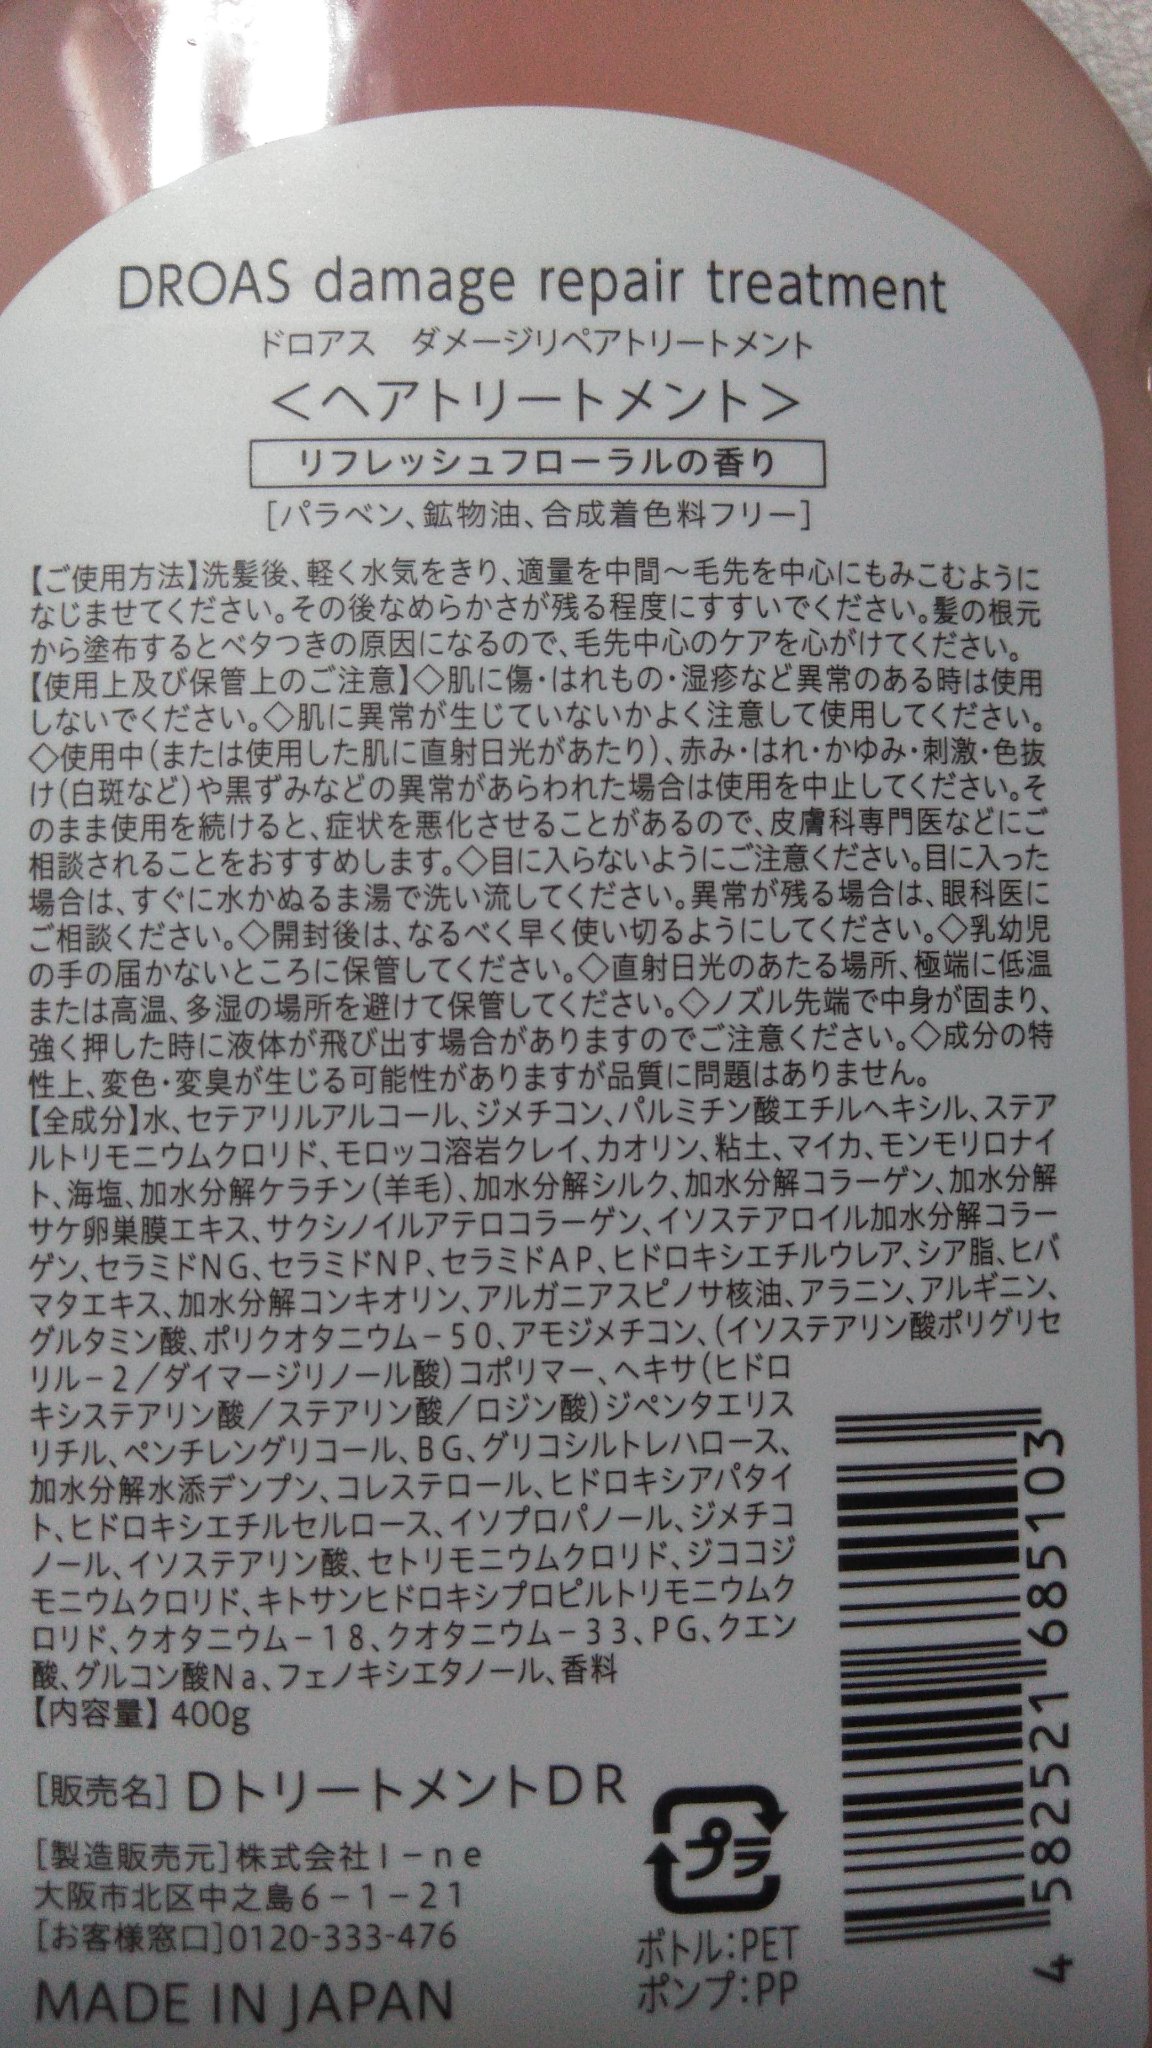 DROAS damage repair treatment
ドロアス　ダメージリペアトリートメント
＜ヘアトリートメント＞
リフレッシュフローラルの香り
[パラベン、鉱物油、合成着色料フリー]
【ご使用方法】洗髪後、軽く水気をきり、適量を中間～毛先を中心にもみこむように
なじませてください。その後なめらかさが残る程度にすすいでください。髪の根元
から塗布するとベタつきの原因になるので、毛先中心のケアを心がけてください。
【使用上及び保管上のご注意】◇肌に傷・はれもの・湿疹など異常のある時は使用
しないでください。◇肌に異常が生じていないかよく注意して使用してください。
◇使用中(または使用した肌に直射日光があたり)、赤み・はれ・かゆみ・刺激・色抜
け(白斑など)や黒ずみなどの異常があらわれた場合は使用を中止してください。そ
のまま使用を続けると、症状を悪化させることがあるので、皮膚科専門医などにご
相談されることをおすすめします。◇目に入らないようにご注意ください。目に入った
場合は、すぐに水かぬるま湯で洗い流してください。異常が残る場合は、眼科医に
ご相談ください。◇開封後は、なるべく早く使い切るようにしてください。◇乳幼児
の手の届かないところに保管してください。◇直射日光のあたる場所、極端に低温
または高温、多湿の場所を避けて保管してください。◇ノズル先端で中身が固まり、
強く押した時に液体が飛び出す場合がありますのでご注意ください。◇成分の特
性上、変色・変臭が生じる可能性がありますが品質に問題はありません。
【全成分】水、セテアリルアルコール、ジメチコン、パルミチン酸エチルヘキシル、ステア
ルトリモニウムクロリド、モロッコ溶岩クレイ、カオリン、粘土、マイカ、モンモリロナイ
ト、海塩、加水分解ケラチン(羊毛)、加水分解シルク、加水分解コラーゲン、加水分解
サケ卵巣膜エキス、サクシノイルアテロコラーゲン、イソステアロイル加水分解コラー
ゲン、セラミドNG、セラミドNP、セラミドAP、ヒドロキシエチルウレア、シア脂、ヒバ
マタエキス、加水分解コンキオリン、アルガニアスピノサ核油、アラニン、アルギニン、
グルタミン酸、ポリクオタニウム－50、アモジメチコン、(イソステアリン酸ポリグリセ
リル－2／ダイマージリノール酸)コポリマー、ヘキサ(ヒドロ
キシステアリン酸／ステアリン酸／ロジン酸)ジペンタエリス
リチル、ペンチレングリコール、BG、グリコシルトレハロース、
加水分解水添デンプン、コレステロール、ヒドロキシアパタイ
ト、ヒドロキシエチルセルロース、イソプロパノール、ジメチコ
ノール、イソステアリン酸、セトリモニウムクロリド、ジココジ
モニウムクロリド、キトサンヒドロキシプロピルトリモニウムク
ロリド、クオタニウム－18、クオタニウム－33、PG、クエン
酸、グルコン酸Na、フェノキシエタノール、香料
【内容量】400g
[販売名] DトリートメントDR
[製造販売元]株式会社I－ne
大阪市北区中之島6－1－21
[お客様窓口]0120-333-476
MADE IN JAPAN
プラ
ボトル：PET
ポンプ：PP
4 582521 685103